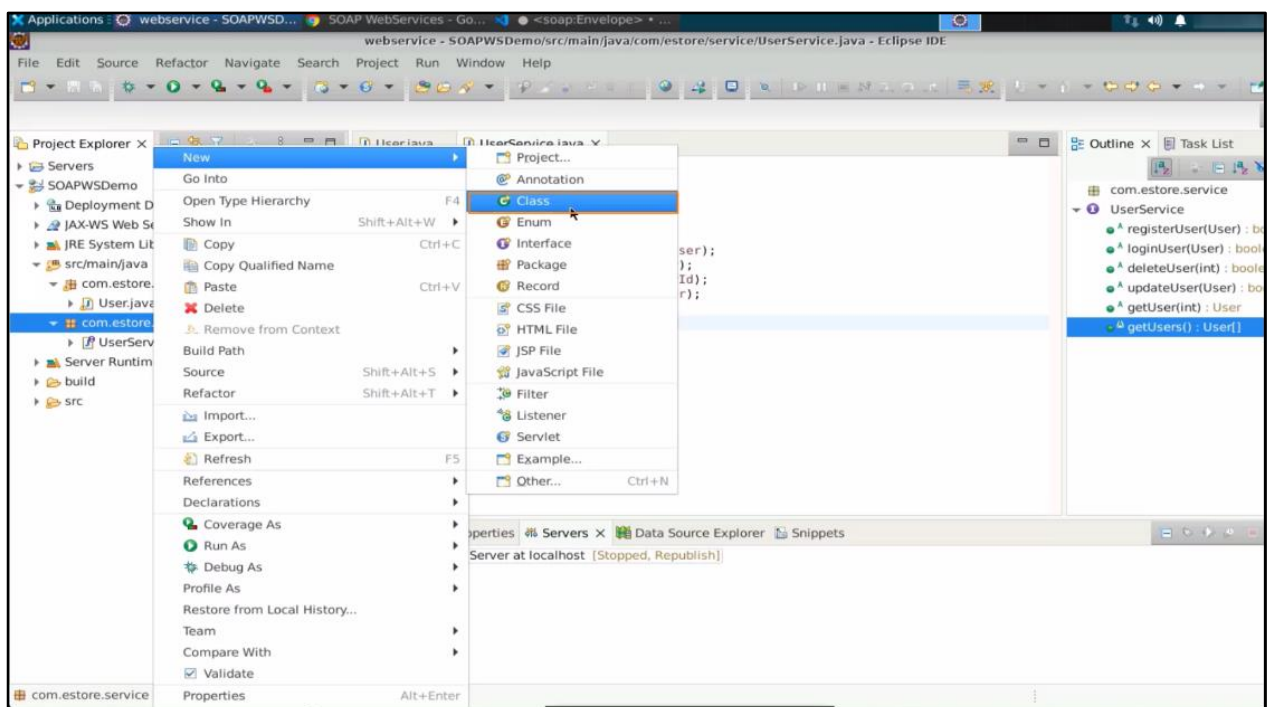 Applications : webservice - SOAPWSD... SOAP WebServices - Go... <soap:Envelope> • ...
webservice - SOAPWSDemo/src/main/java/com/estore/service/UserService.java - Eclipse IDE
File Edit Source Refactor Navigate Search Project Run Window Help
Project Explorer
Servers
SOAPWSDemo
Deployment D
JAX-WS Web Se
JRE System Lib
src/main/java
com.estore.
User.java
com.estore.
UserServ
Server Runtim
build
src
New
Go Into
Open Type Hierarchy F4
Show In Shift+Alt+W
Copy Ctrl+C
Copy Qualified Name
Paste Ctrl+V
Delete
Remove from Context
Build Path
Source Shift+Alt+S
Refactor Shift+Alt+T
Import...
Export...
Refresh F5
References
Declarations
Coverage As
Run As
Debug As
Profile As
Restore from Local History...
Team
Compare With
Validate
Properties Alt+Enter
User.java UserService.java
Project...
Annotation
Class
Enum
Interface
Package
Record
CSS File
HTML File
JSP File
JavaScript File
Filter
Listener
Servlet
Example...
Other... Ctrl+N
ser);
);
Id);
r);
operties Servers Data Source Explorer Snippets
Server at localhost [Stopped, Republish]
Outline Task List
com.estore.service
UserService
registerUser(User) : bo
loginUser(User) : boole
deleteUser(int) : boole
updateUser(User) : bo
getUser(int) : User
getUsers() : User[]
com.estore.service